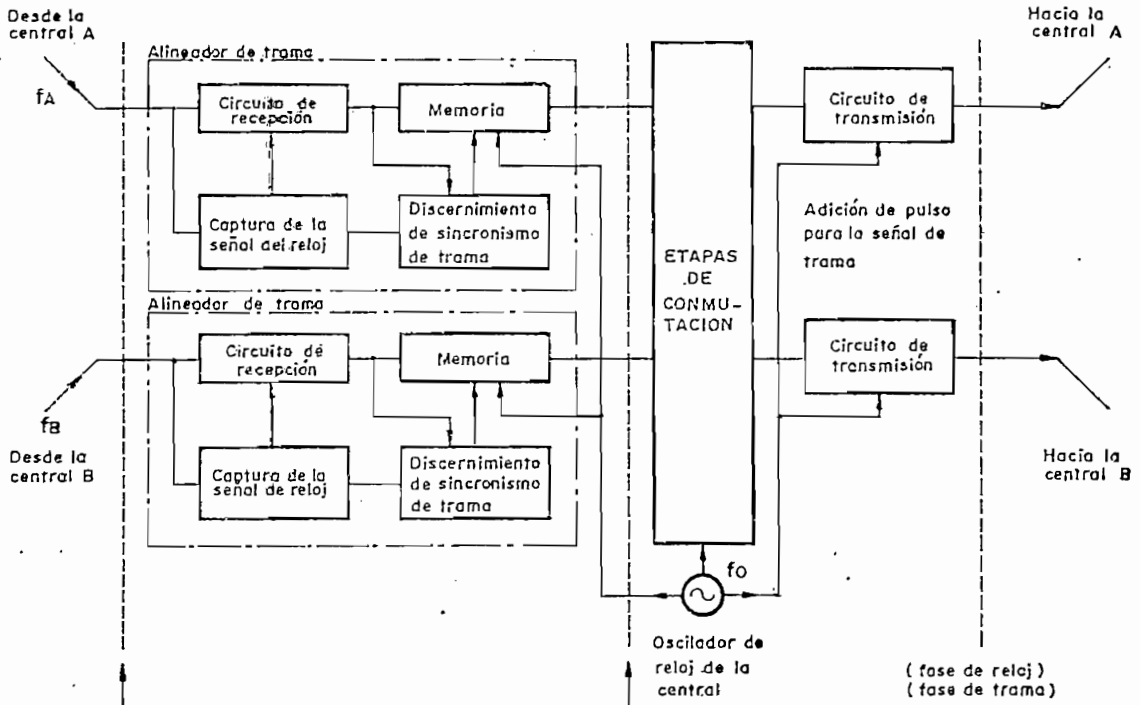 Desde la
central A
fA
Alineador de trama
Circuito de
recepción
Memoria
Captura de la
señal del reloj
Discernimiento
de sincronismo
de trama
Alineador de trama
Circuito de
recepción
Memoria
Captura de la
señal de reloj
Discernimiento
de sincronismo
de trama
fB
Desde la
central B
ETAPAS
DE
CONMU-
TACION
fo
Oscilador de
reloj de la
central
Circuito de
transmisión
Adición de pulso
para la señal de
trama
Circuito de
transmisión
Hacia la
central A
Hacia la
central B
(fase de reloj)
(fase de trama)